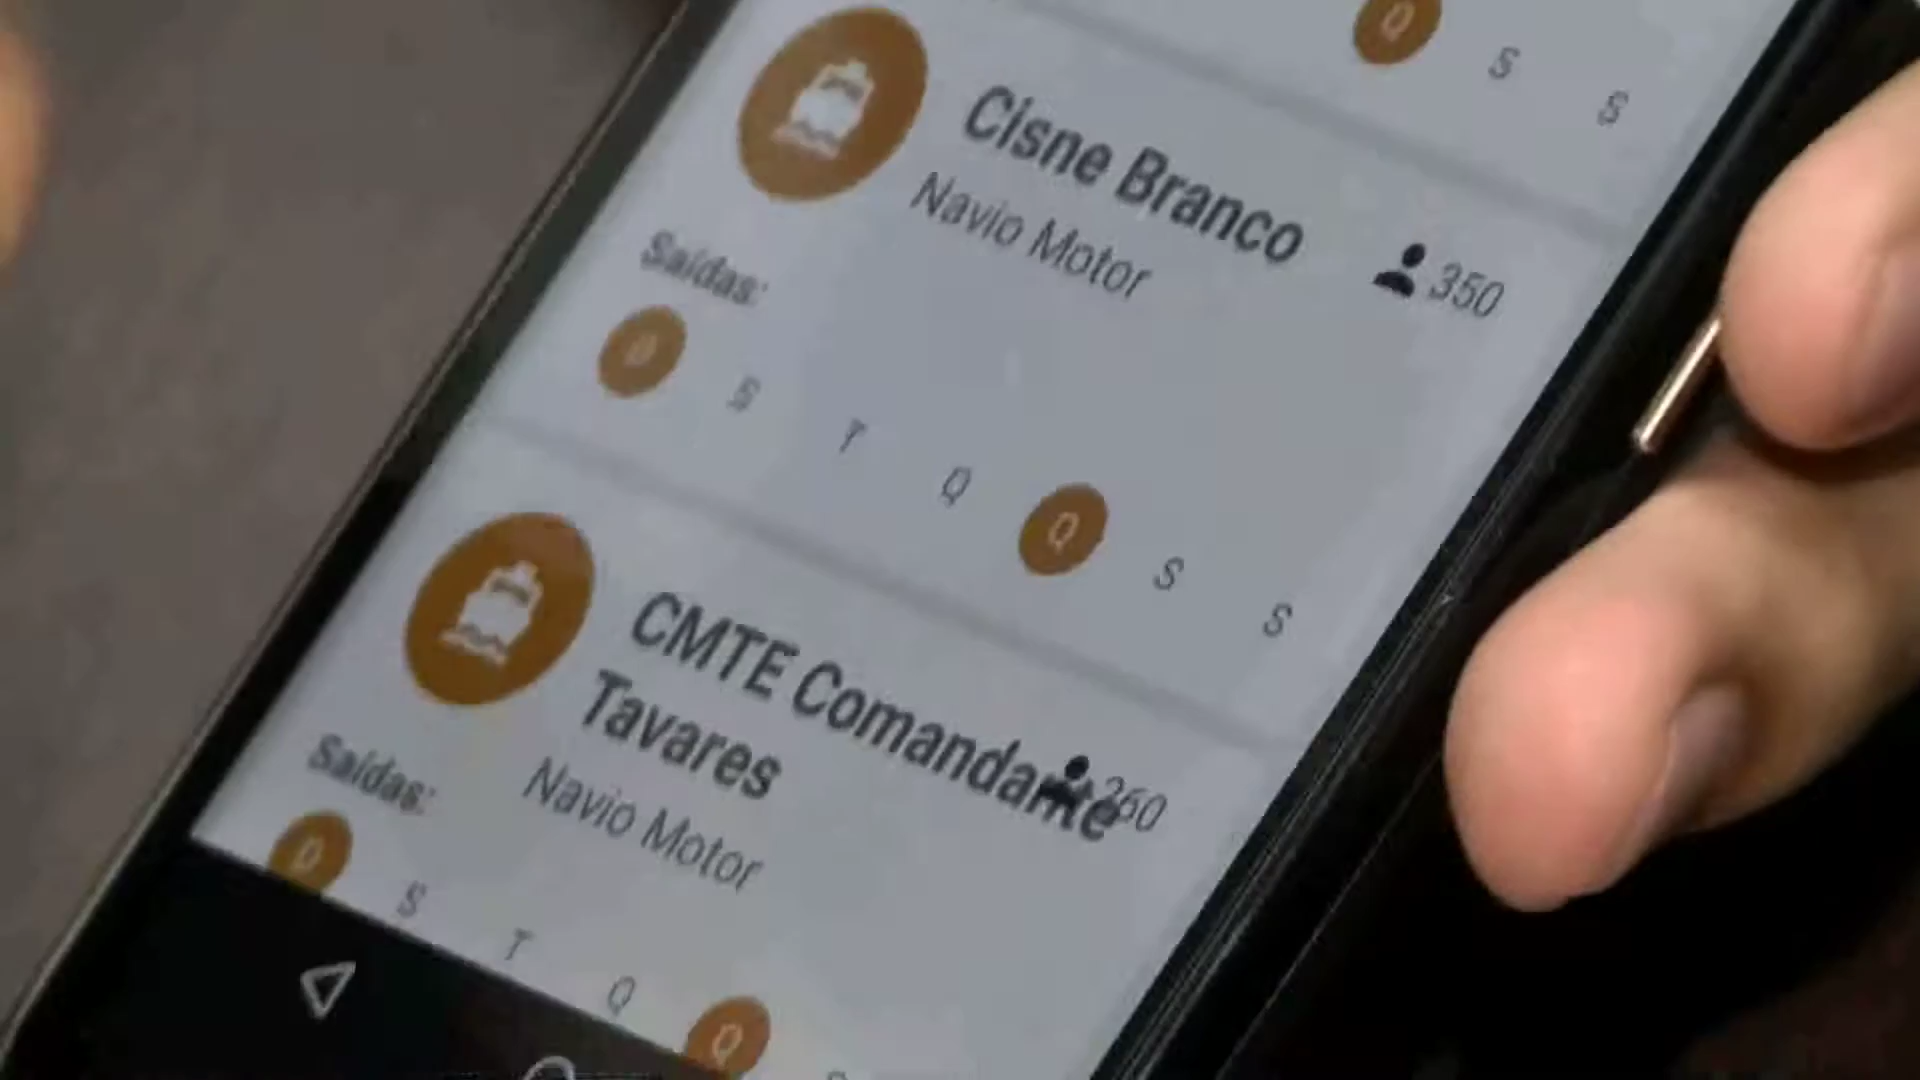 Q S S
Cisne Branco
Navio Motor
350
Saídas:
D S T Q Q S S
CMTE Comandante
Tavares
Navio Motor
Saídas:
D S T Q Q